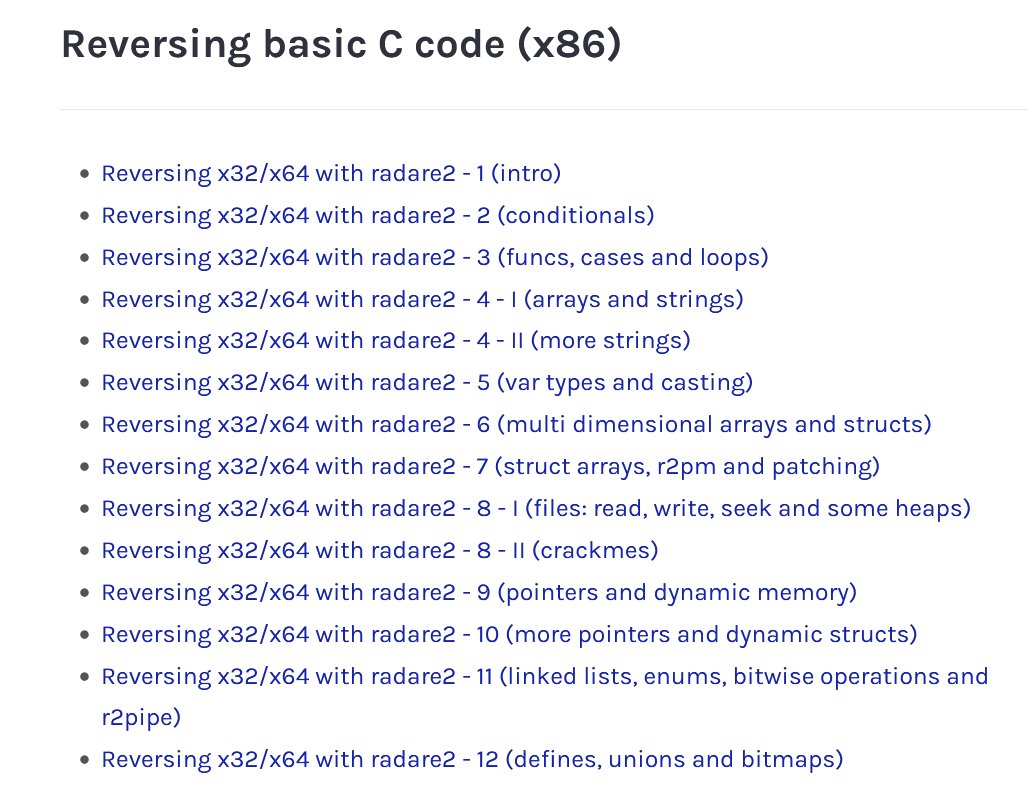 Reversing basic C code (x86)
Reversing x32/x64 with radare2 - 1 (intro)
Reversing x32/x64 with radare2 - 2 (conditionals)
Reversing x32/x64 with radare2 - 3 (funcs, cases and loops)
Reversing x32/x64 with radare2 - 4 - I (arrays and strings)
Reversing x32/x64 with radare2 - 4 - II (more strings)
Reversing x32/x64 with radare2 - 5 (var types and casting)
Reversing x32/x64 with radare2 - 6 (multi dimensional arrays and structs)
Reversing x32/x64 with radare2 - 7 (struct arrays, r2pm and patching)
Reversing x32/x64 with radare2 - 8 - I (files: read, write, seek and some heaps)
Reversing x32/x64 with radare2 - 8 - II (crackmes)
Reversing x32/x64 with radare2 - 9 (pointers and dynamic memory)
Reversing x32/x64 with radare2 - 10 (more pointers and dynamic structs)
Reversing x32/x64 with radare2 - 11 (linked lists, enums, bitwise operations and
r2pipe)
Reversing x32/x64 with radare2 - 12 (defines, unions and bitmaps)